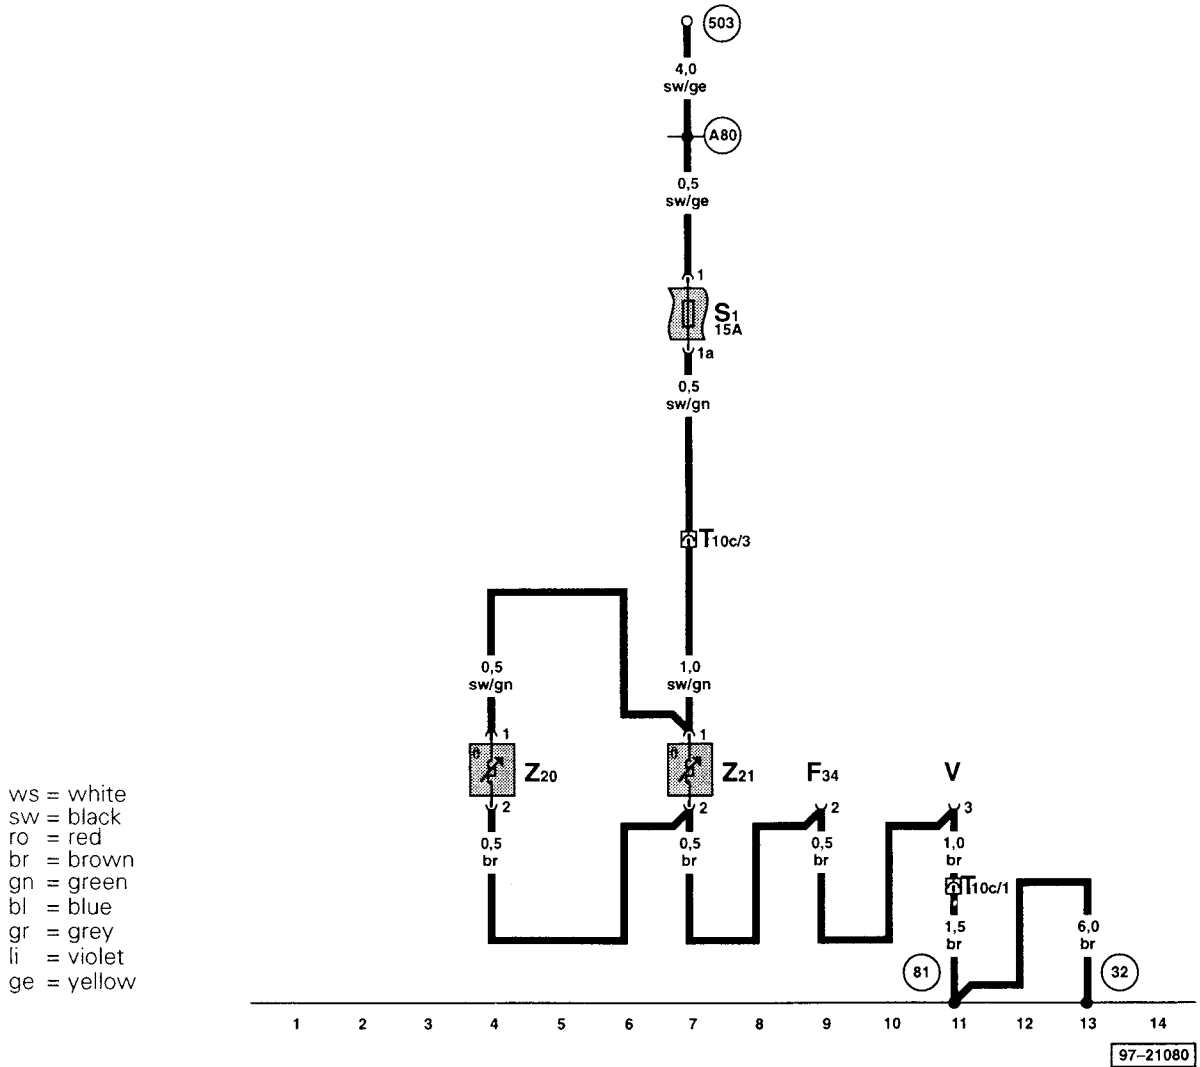 503
4,0
sw/ge
A80
0,5
sw/ge
1
S1
15A
1a
0,5
sw/gn
T10c/3
0,5
sw/gn
1,0
sw/gn
1
1
Z20
Z21
F34
V
2
2
2
3
0,5
br
0,5
br
0,5
br
1,0
br
T10c/1
1,5
br
6,0
br
81
32
ws = white
sw = black
ro = red
br = brown
gn = green
bl = blue
gr = grey
li = violet
ge = yellow
1 2 3 4 5 6 7 8 9 10 11 12 13 14
97–21080